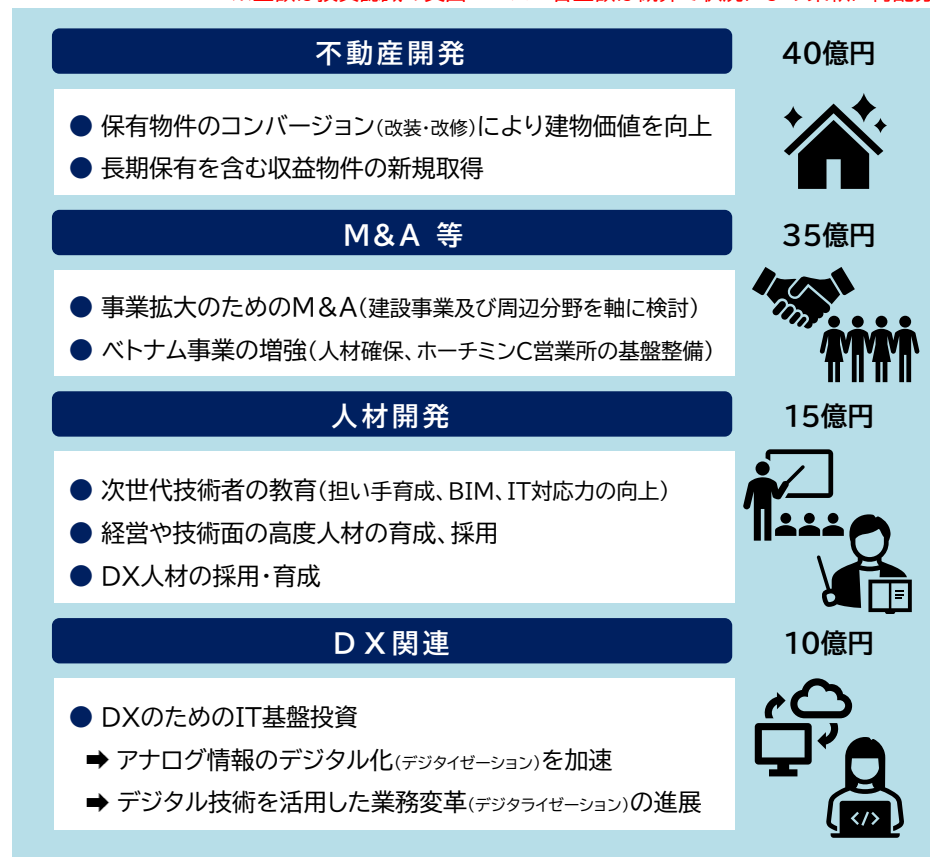 不動産開発
40億円
● 保有物件のコンバージョン(改装・改修)により建物価値を向上
● 長期保有を含む収益物件の新規取得
M&A 等
35億円
● 事業拡大のためのM&A(建設事業及び周辺分野を軸に検討)
● ベトナム事業の増強(人材確保、ホーチミンC営業所の基盤整備)
人材開発
15億円
● 次世代技術者の教育(担い手育成、BIM、IT対応力の向上)
● 経営や技術面の高度人材の育成、採用
● DX人材の採用・育成
DX関連
10億円
● DXのためのIT基盤投資
➡ アナログ情報のデジタル化(デジタイゼーション)を加速
➡ デジタル技術を活用した業務変革(デジタライゼーション)の進展
</>